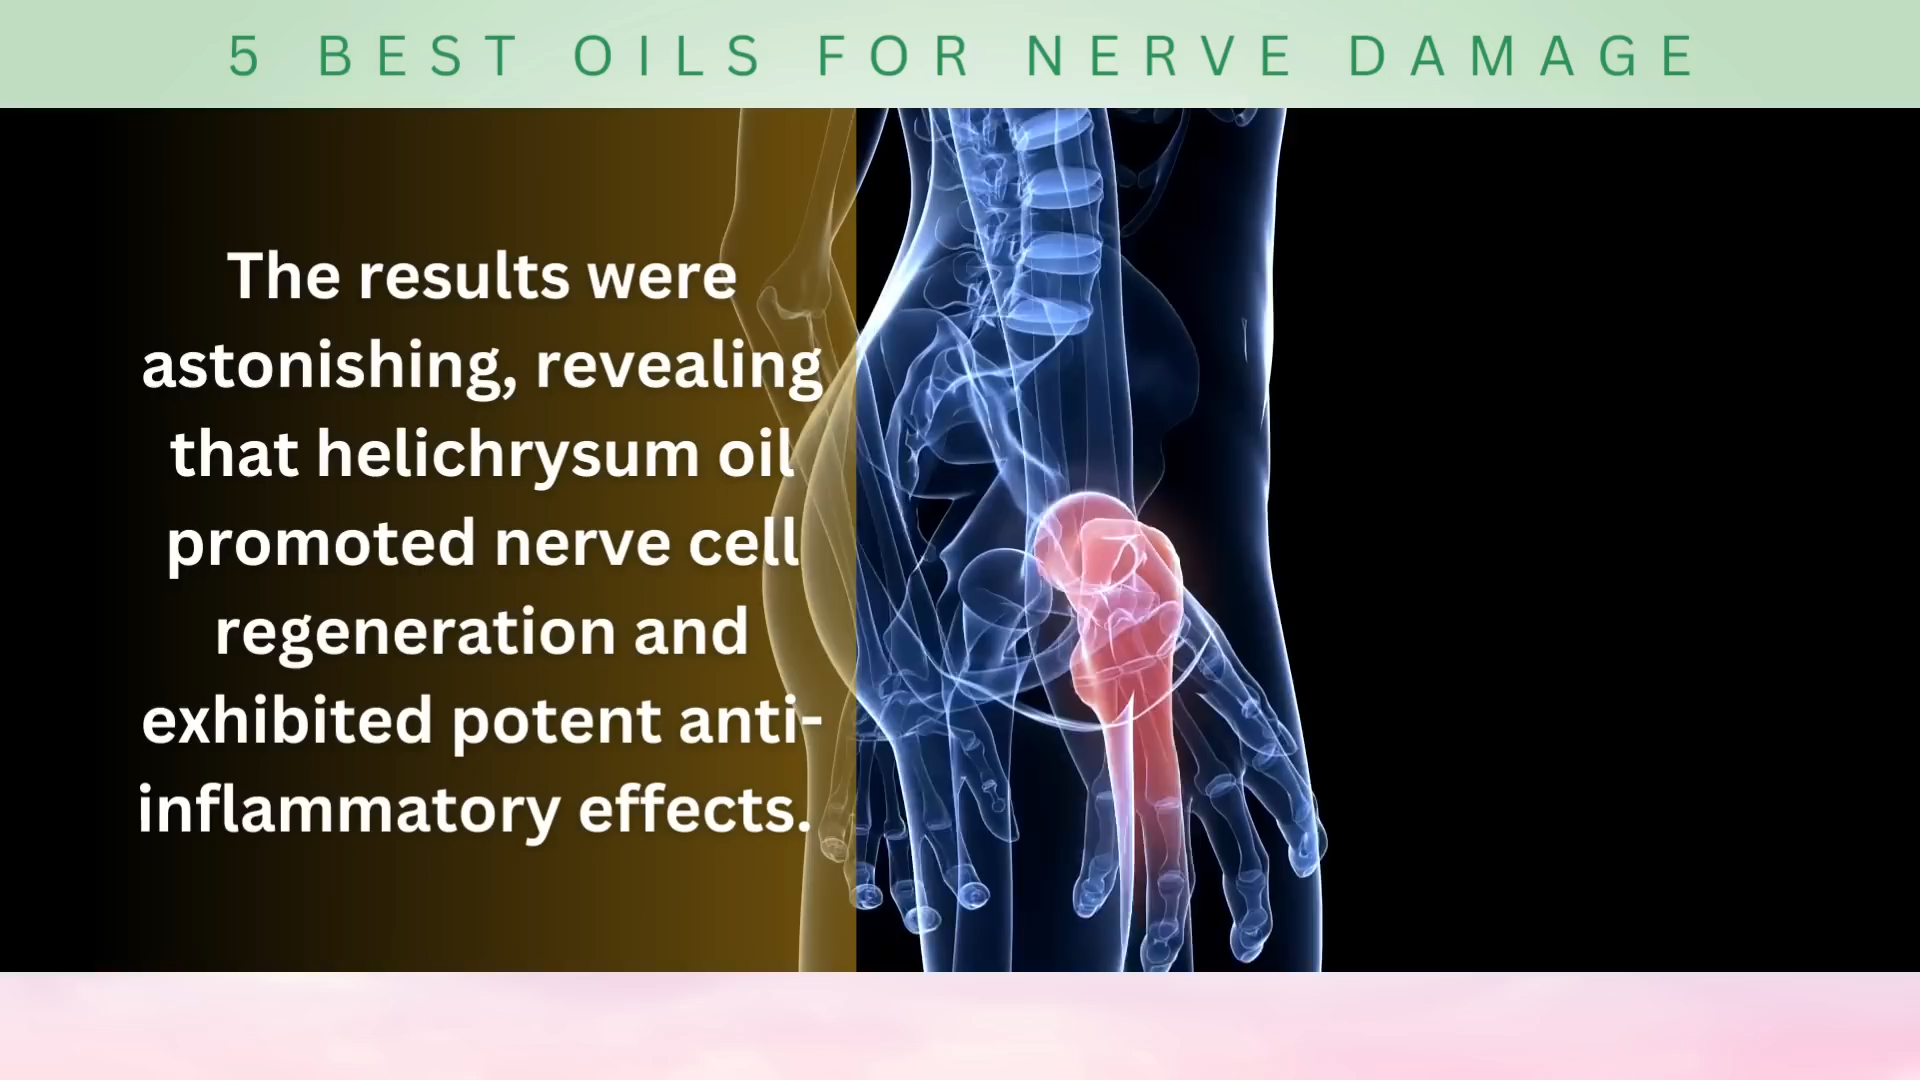 5 BEST OILS FOR NERVE DAMAGE
The results were
astonishing, revealing
that helichrysum oil
promoted nerve cell
regeneration and
exhibited potent anti-
inflammatory effects.